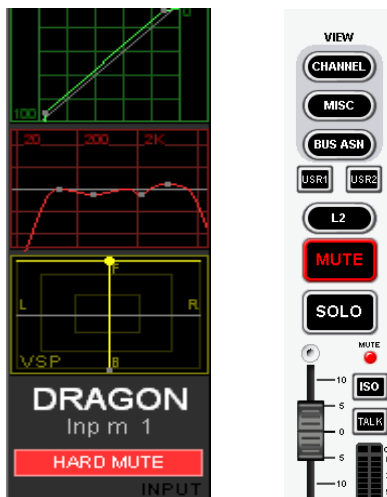 100
20 200 2K
F
L R
VSP B
DRAGON
Inp m 1
HARD MUTE
INPUT
VIEW
CHANNEL
MISC
BUS ASN
USR1 USR2
L2
MUTE
SOLO
MUTE
10
ISO
5
TALK
0
5
10